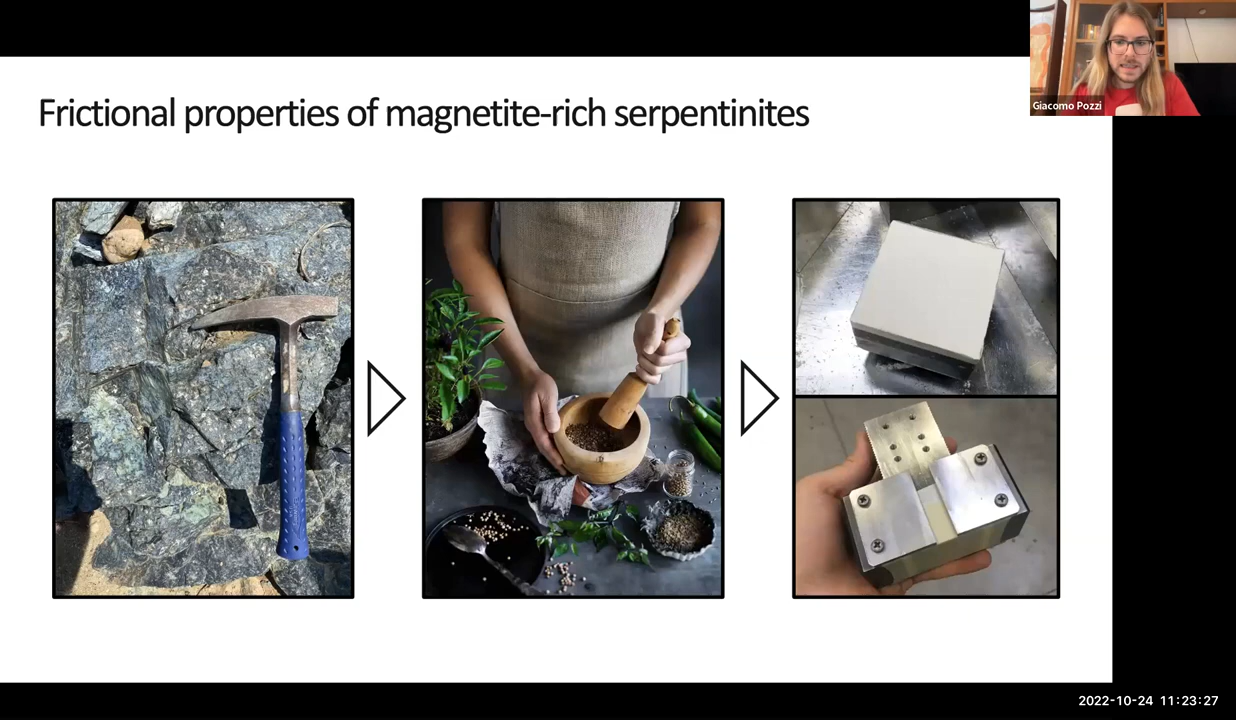 Giacomo Pozzi
Frictional properties of magnetite-rich serpentinites
2022-10-24 11:23:27